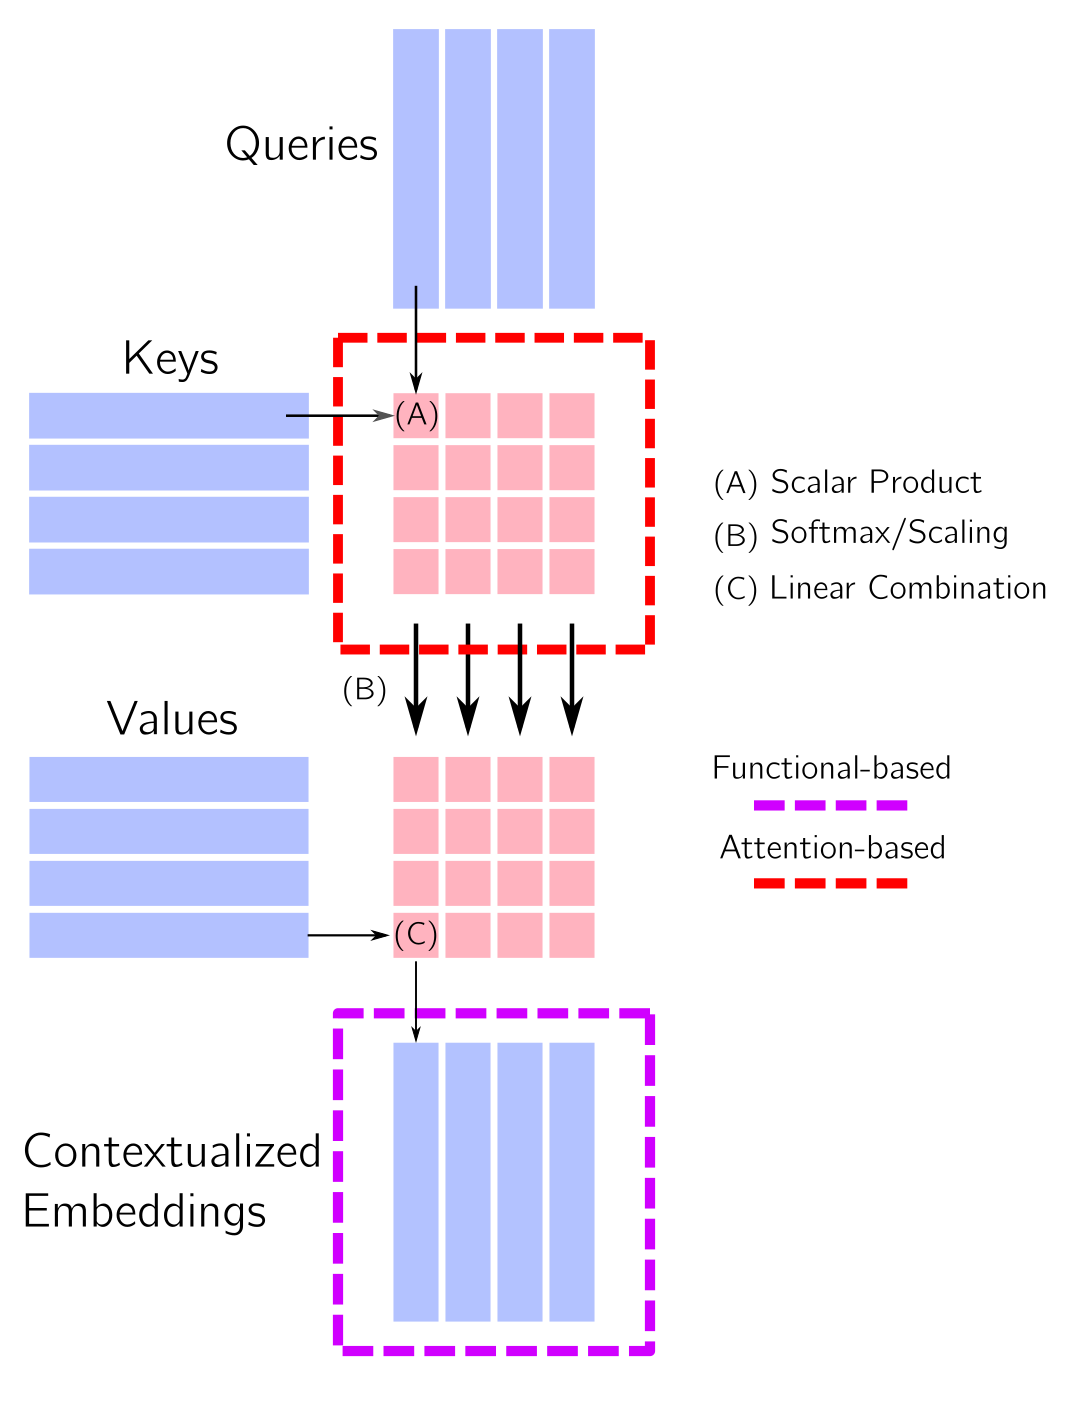 Queries
Keys
(A)
(A) Scalar Product
(B) Softmax/Scaling
(C) Linear Combination
(B)
Values
Functional-based
Attention-based
(C)
Contextualized
Embeddings